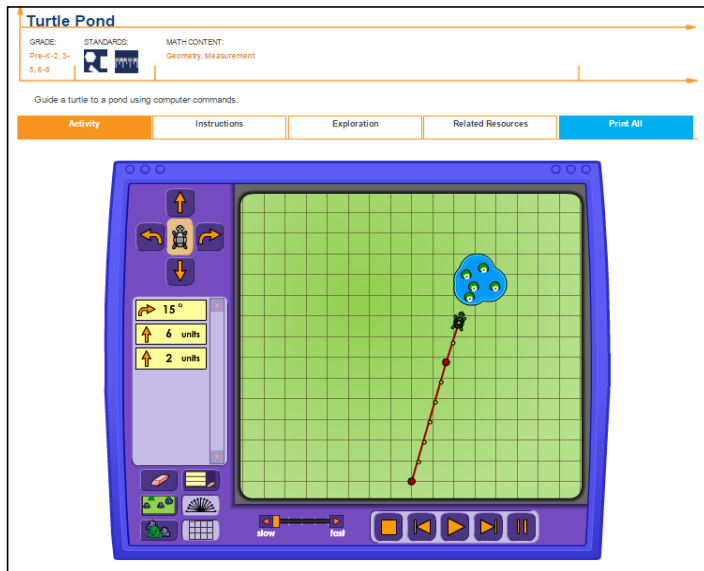 Turtle Pond
GRADE: STANDARDS: MATH CONTENT:
Pre-K-2, 3- Geometry, Measurement
5, 6-8
Guide a turtle to a pond using computer commands.
Activity Instructions Exploration Related Resources Print All
15°
6 units
2 units
slow fast